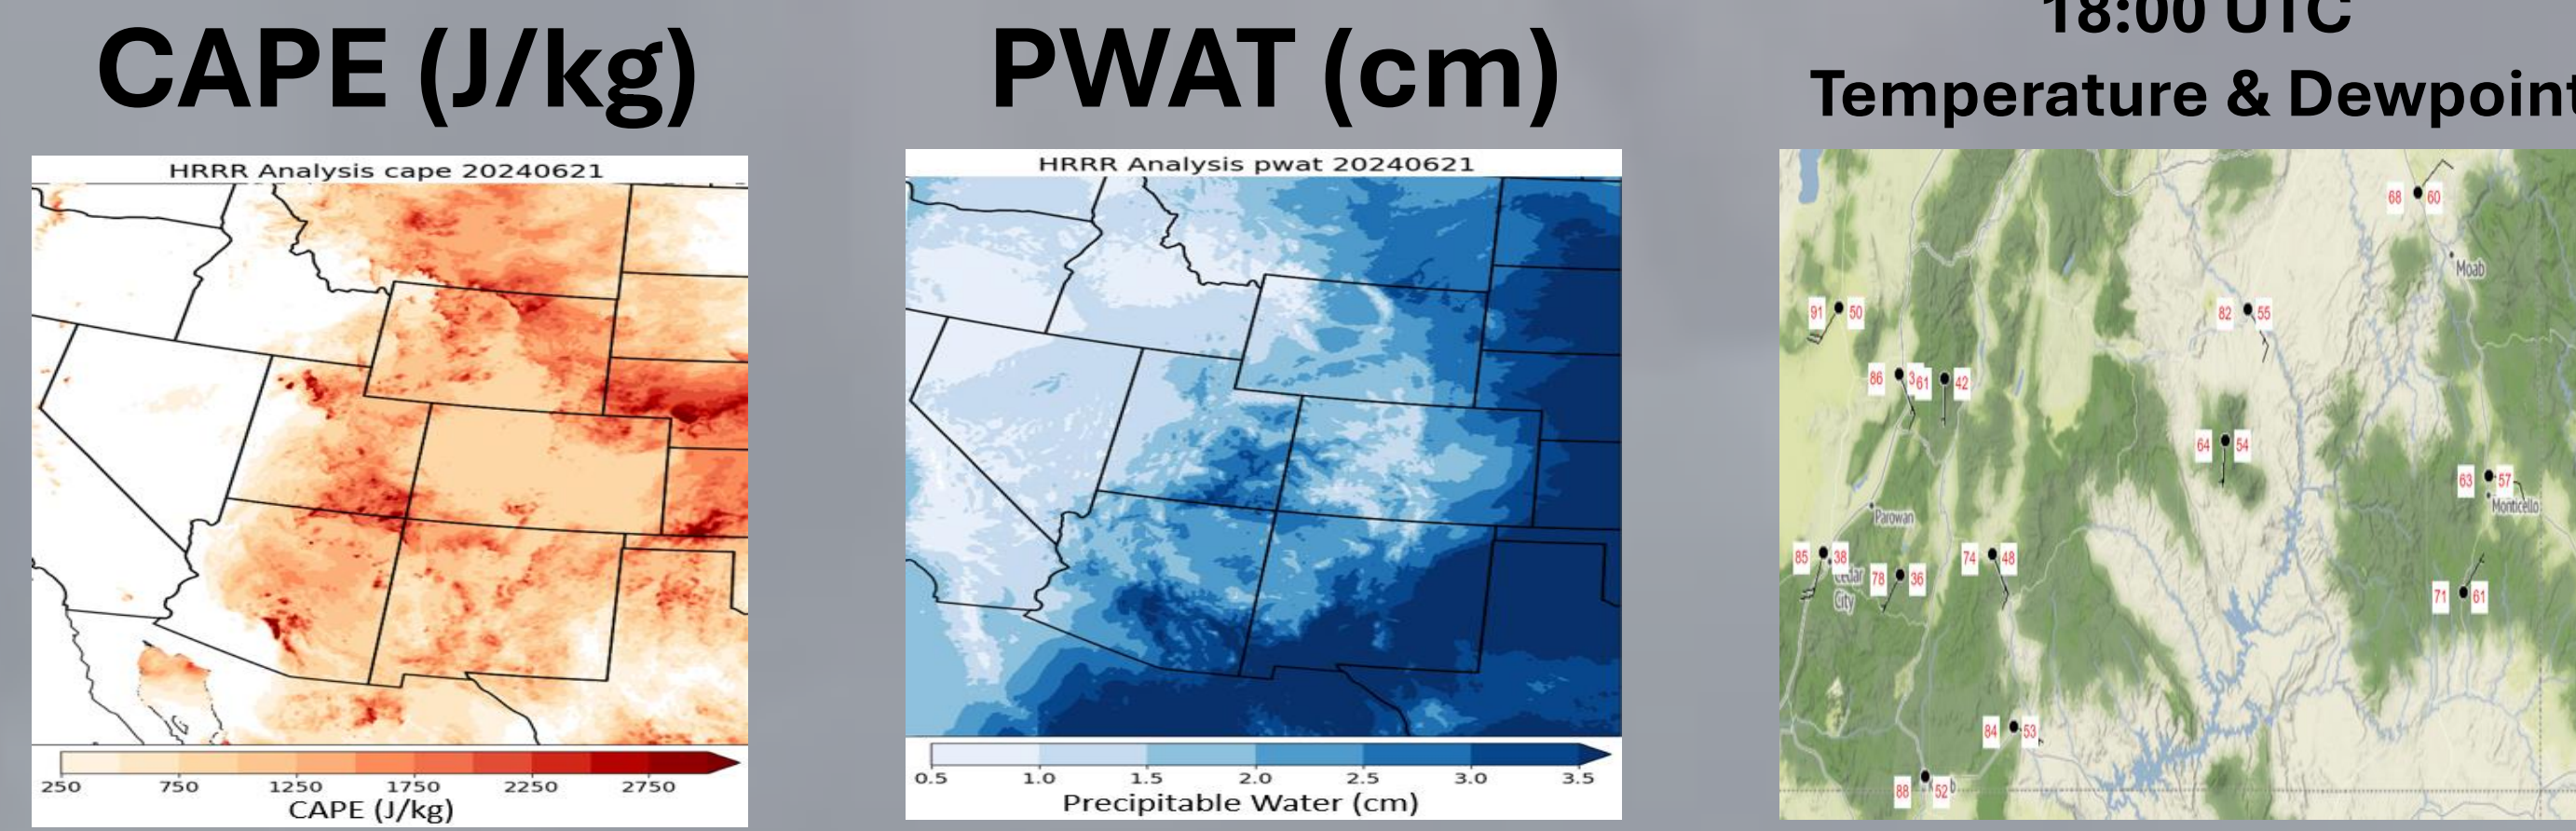 CAPE (J/kg)
HRRR Analysis cape 20240621
250 750 1250 1750 2250 2750
CAPE (J/kg)
PWAT (cm)
HRRR Analysis pwat 20240621
0.5 1.0 1.5 2.0 2.5 3.0 3.5
Precipitable Water (cm)
18:00 UTC
Temperature & Dewpoint
68 60
Moab
91 50
82 55
86 3
61 42
64 54
63 57
Monticello
Parowan
85 38
Cedar
City
78 36
74 48
71 61
84 53
88 52